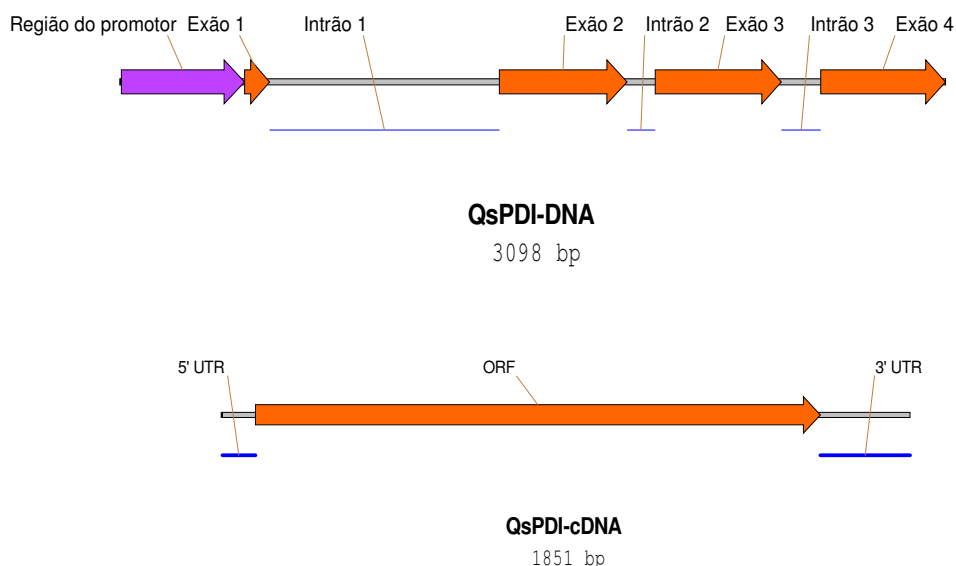 Região do promotor Exão 1 Intrão 1 Exão 2 Intrão 2 Exão 3 Intrão 3 Exão 4
QsPDI-DNA
3098 bp
5' UTR ORF 3' UTR
QsPDI-cDNA
1851 bp